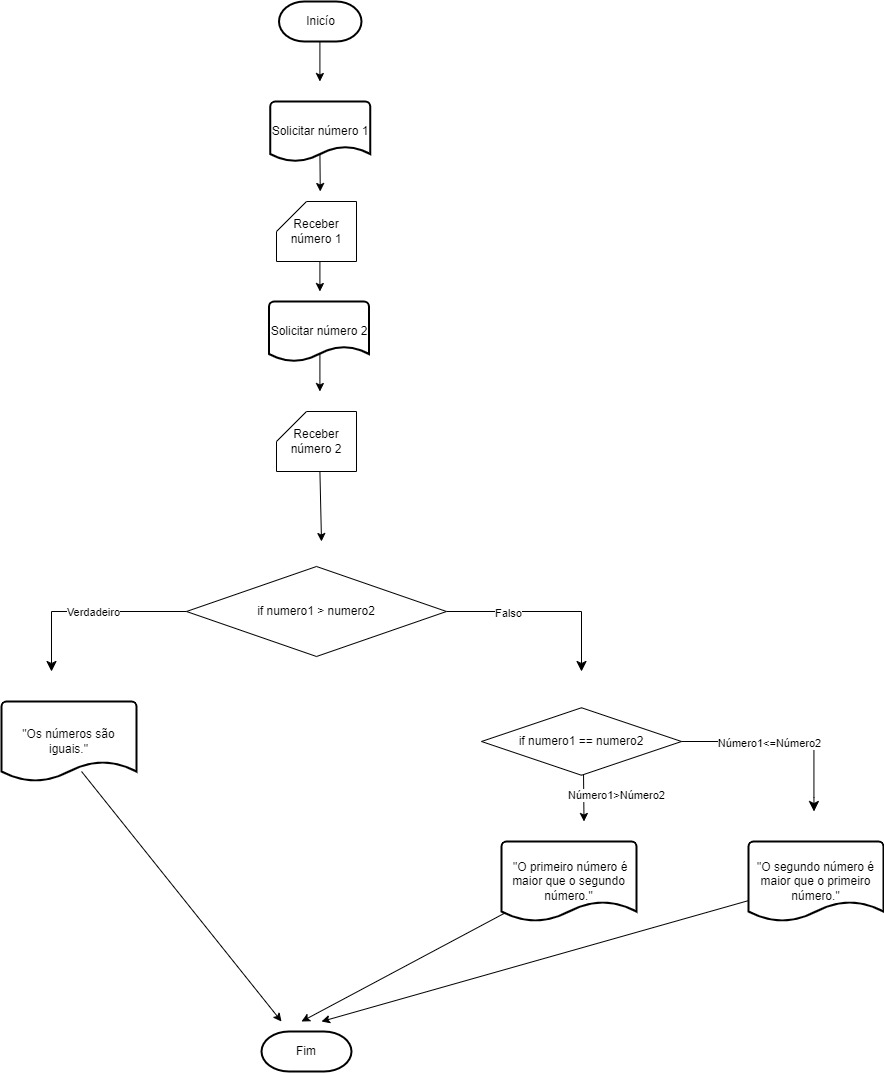 Inicío
Solicitar número 1
Receber
número 1
Solicitar número 2
Receber
número 2
if numero1 > numero2
Verdadeiro
Falso
"Os números são
iguais."
if numero1 == numero2
Número1<=Número2
Número1>Número2
"O primeiro número é
maior que o segundo
número."
"O segundo número é
maior que o primeiro
número."
Fim